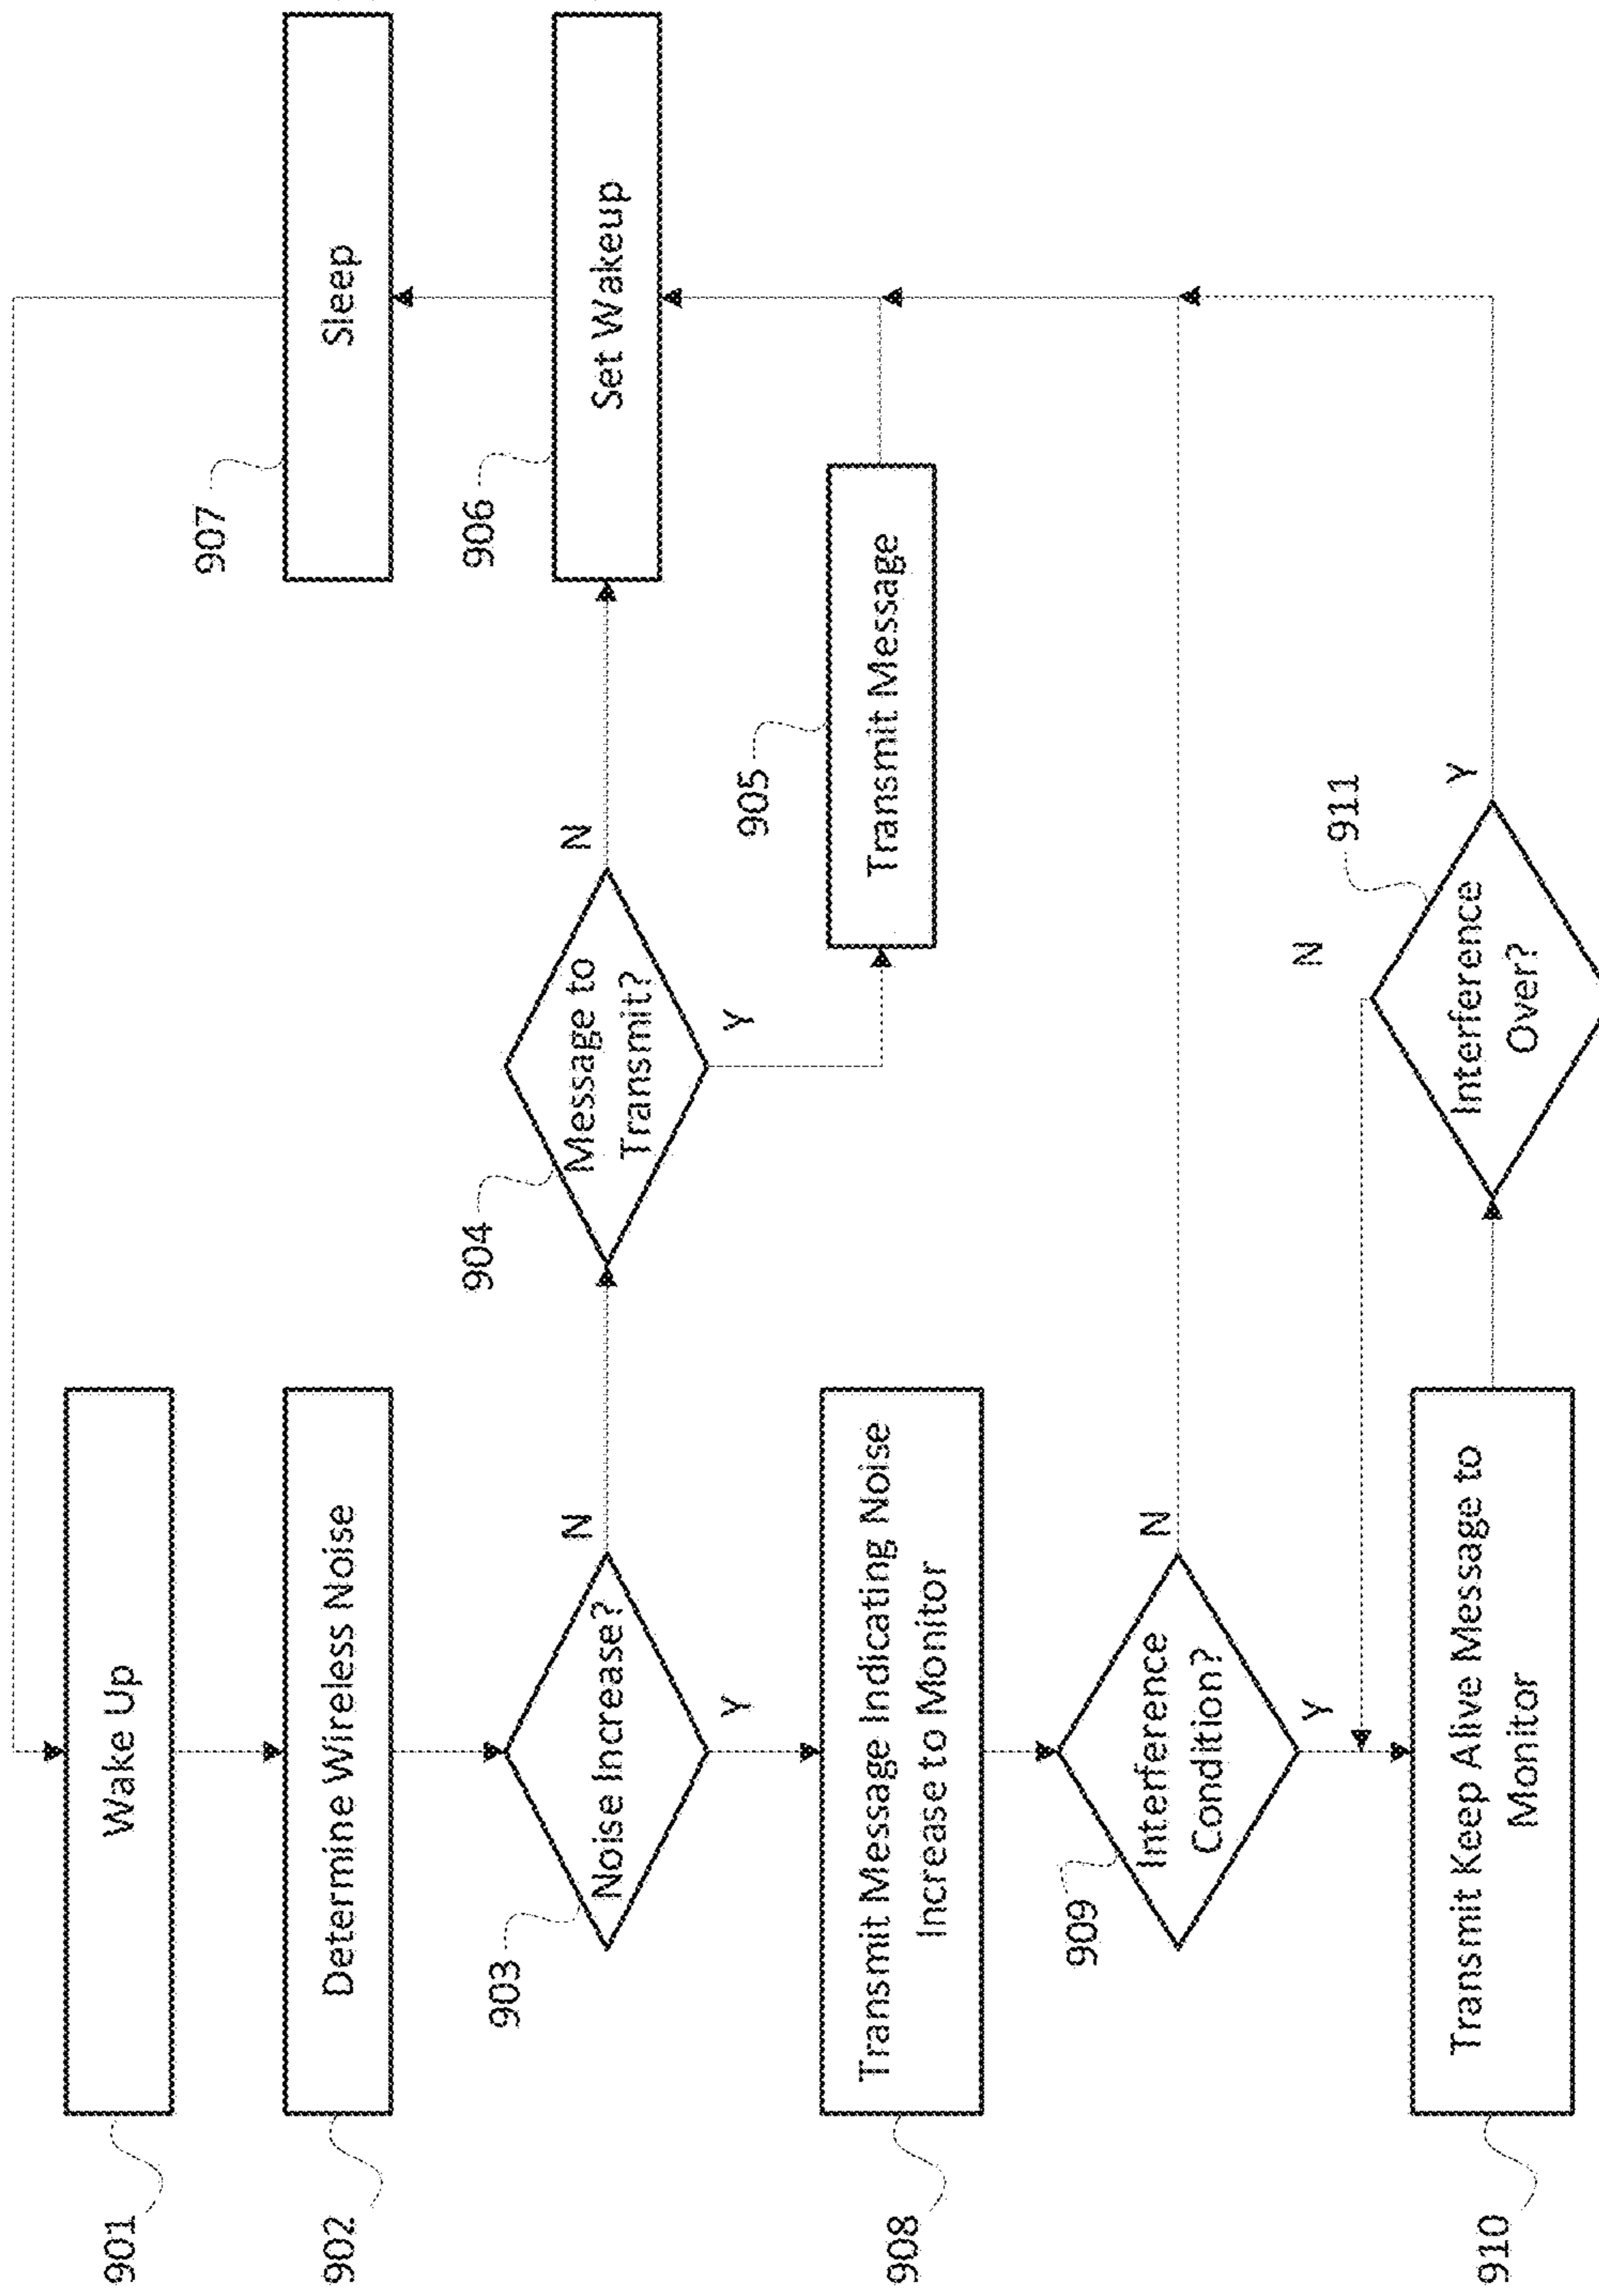 901
Wake Up
902
Determine Wireless Noise
903
Noise Increase?
N
Y
904
Message to
Transmit?
N
Y
905
Transmit Message
906
Set Wakeup
907
Sleep
908
Transmit Message Indicating Noise
Increase to Monitor
909
Interference
Condition?
N
Y
910
Transmit Keep Alive Message to
Monitor
911
Interference
Over?
N
Y